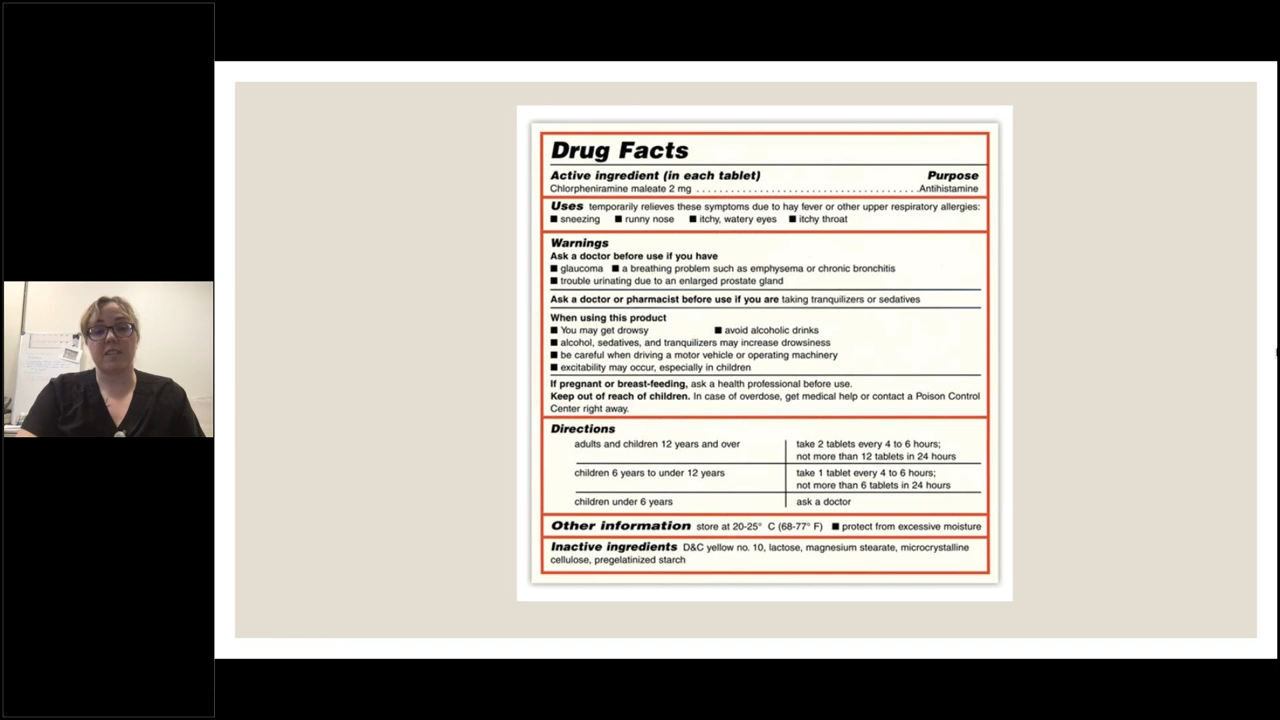 Drug Facts
Active ingredient (in each tablet) Purpose
Chlorpheniramine maleate 2 mg . . . . . . . . . . . . . . . . . . . . . . . . . . . . . . . . . . . . . . . .Antihistamine
Uses temporarily relieves these symptoms due to hay fever or other upper respiratory allergies:
■ sneezing ■ runny nose ■ itchy, watery eyes ■ itchy throat
Warnings
Ask a doctor before use if you have
■ glaucoma ■ a breathing problem such as emphysema or chronic bronchitis
■ trouble urinating due to an enlarged prostate gland
Ask a doctor or pharmacist before use if you are taking tranquilizers or sedatives
When using this product
■ You may get drowsy ■ avoid alcoholic drinks
■ alcohol, sedatives, and tranquilizers may increase drowsiness
■ be careful when driving a motor vehicle or operating machinery
■ excitability may occur, especially in children
If pregnant or breast-feeding, ask a health professional before use.
Keep out of reach of children. In case of overdose, get medical help or contact a Poison Control
Center right away.
Directions
adults and children 12 years and over take 2 tablets every 4 to 6 hours;
not more than 12 tablets in 24 hours
children 6 years to under 12 years take 1 tablet every 4 to 6 hours;
not more than 6 tablets in 24 hours
children under 6 years ask a doctor
Other information store at 20-25° C (68-77° F) ■ protect from excessive moisture
Inactive ingredients D&C yellow no. 10, lactose, magnesium stearate, microcrystalline
cellulose, pregelatinized starch